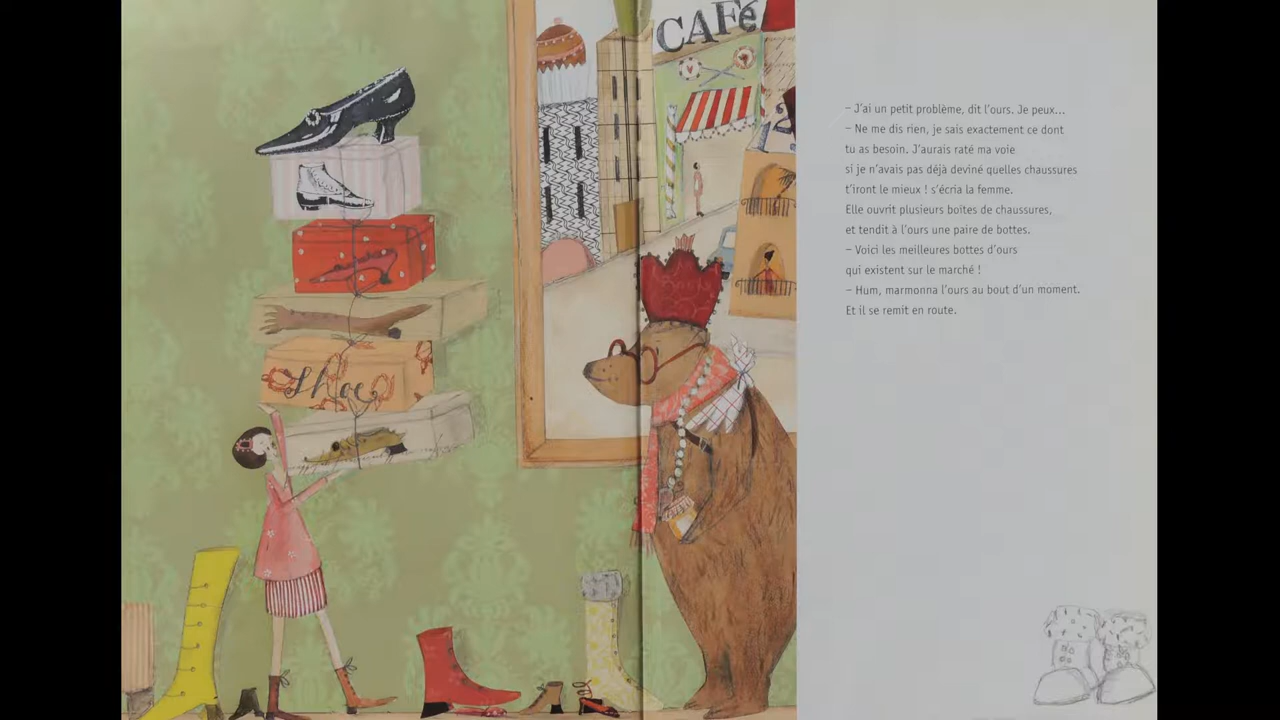 CAFé
Shoe
– J'ai un petit problème, dit l'ours. Je peux...
– Ne me dis rien, je sais exactement ce dont
tu as besoin. J'aurais raté ma voie
si je n'avais pas déjà deviné quelles chaussures
t'iront le mieux ! s'écria la femme.
Elle ouvrit plusieurs boites de chaussures,
et tendit à l'ours une paire de bottes.
– Voici les meilleures bottes d'ours
qui existent sur le marché !
– Hum, marmonna l'ours au bout d'un moment.
Et il se remit en route.